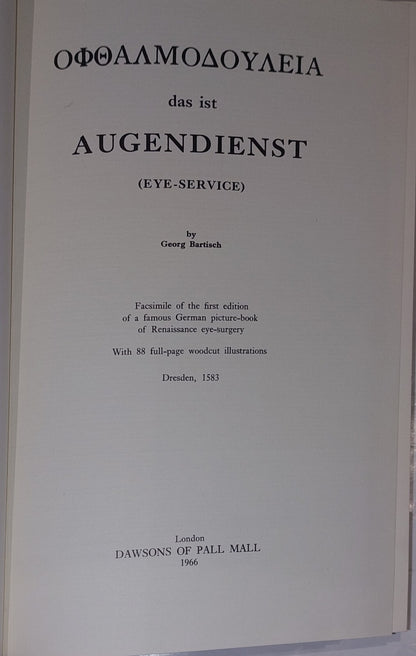 ΟΦΘΑΛΜΟΔΟΥΛΕΙΑ
das ist
AUGENDIENST
(EYE-SERVICE)
by
Georg Bartisch
Facsimile of the first edition
of a famous German picture-book
of Renaissance eye-surgery
With 88 full-page woodcut illustrations
Dresden, 1583
London
DAWSONS OF PALL MALL
1966